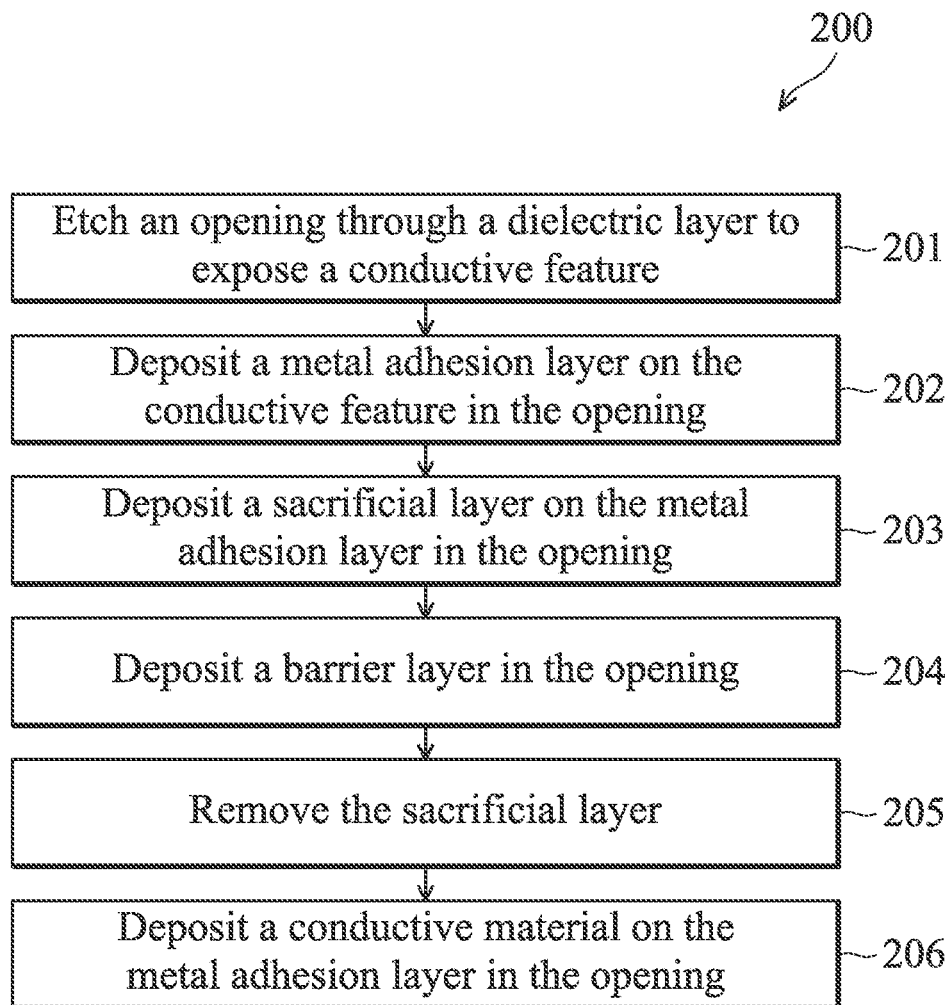 200
Etch an opening through a dielectric layer to
expose a conductive feature
201
Deposit a metal adhesion layer on the
conductive feature in the opening
202
Deposit a sacrificial layer on the metal
adhesion layer in the opening
203
Deposit a barrier layer in the opening
204
Remove the sacrificial layer
205
Deposit a conductive material on the
metal adhesion layer in the opening
206